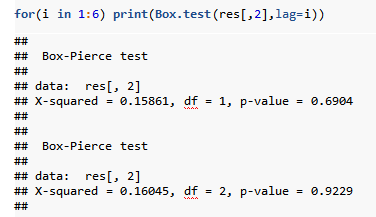 for(i in 1:6) print(Box.test(res[,2],lag=i))
##
##  Box-Pierce test
##
## data:  res[, 2]
## X-squared = 0.15861, df = 1, p-value = 0.6904
##
##
##  Box-Pierce test
##
## data:  res[, 2]
## X-squared = 0.16045, df = 2, p-value = 0.9229
##